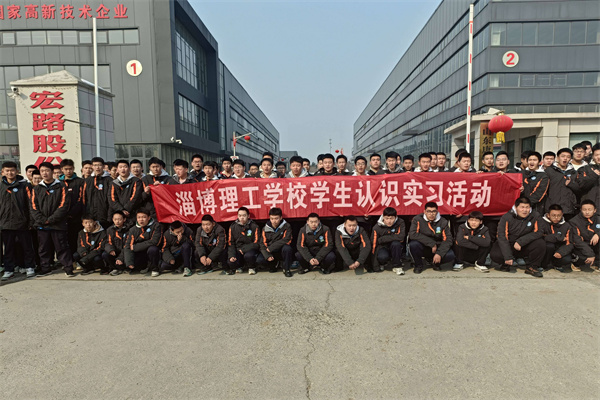 国家高新技术企业
1
2
宏路股份
淄博理工学校学生认识实习活动